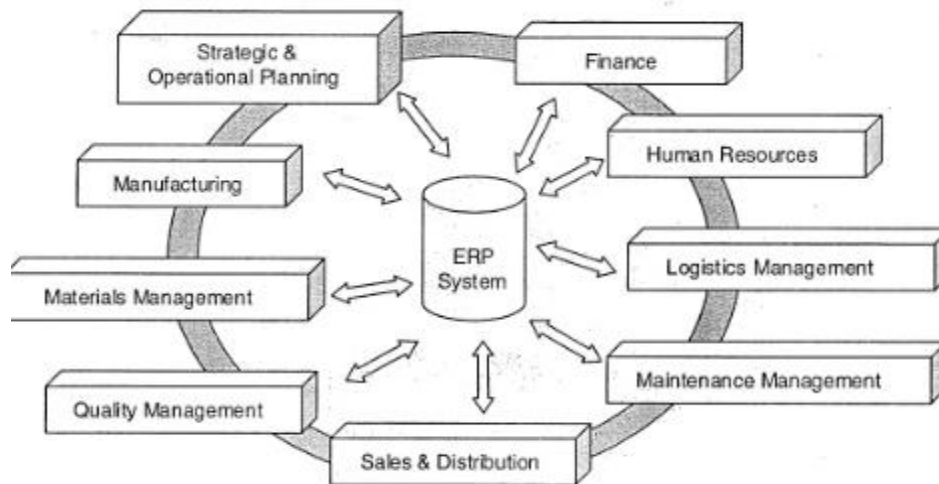 Strategic &
Operational Planning
Finance
Manufacturing
Human Resources
ERP
System
Materials Management
Logistics Management
Quality Management
Maintenance Management
Sales & Distribution